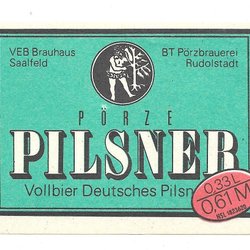 VEB Brauhaus
Saalfeld
BT Pörzbrauerei
Rudolstadt
PÖRZE
PILSNER
Vollbier Deutsches Pilsn
0,33 L
0,61 M